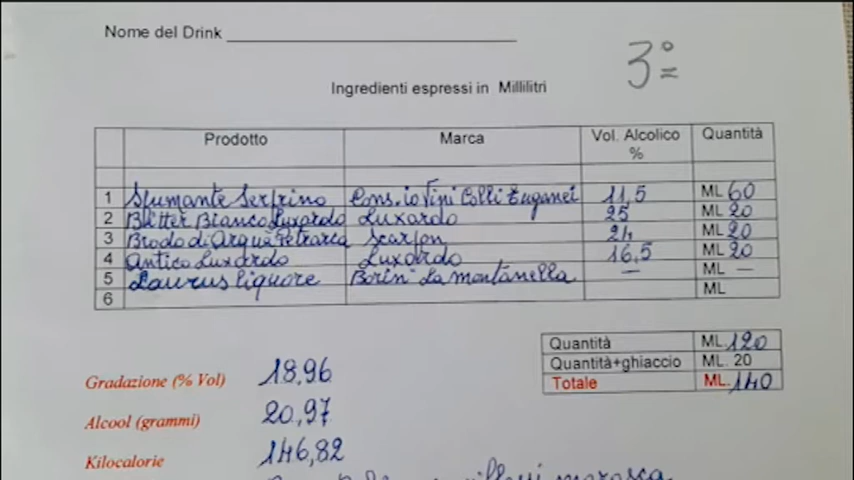 Nome del Drink
3°
Ingredienti espressi in Millilitri
Prodotto Marca Vol. Alcolico % Quantità
1 Spumante Serprino Cons.io Vini Colli Euganei 11,5 ML 60
2 Bitter Bianco Luxardo Luxardo 25 ML 20
3 Brodo di Arquà Petrarca Scarpon 24 ML 20
4 Antico Luxardo Luxardo 16,5 ML 20
5 Laurus liquore Borin La montanella — ML —
6 ML
Quantità ML. 120
Quantità+ghiaccio ML. 20
Totale ML. 140
Gradazione (% Vol) 18,96
Alcool (grammi) 20,97
Kilocalorie 146,82
marasca